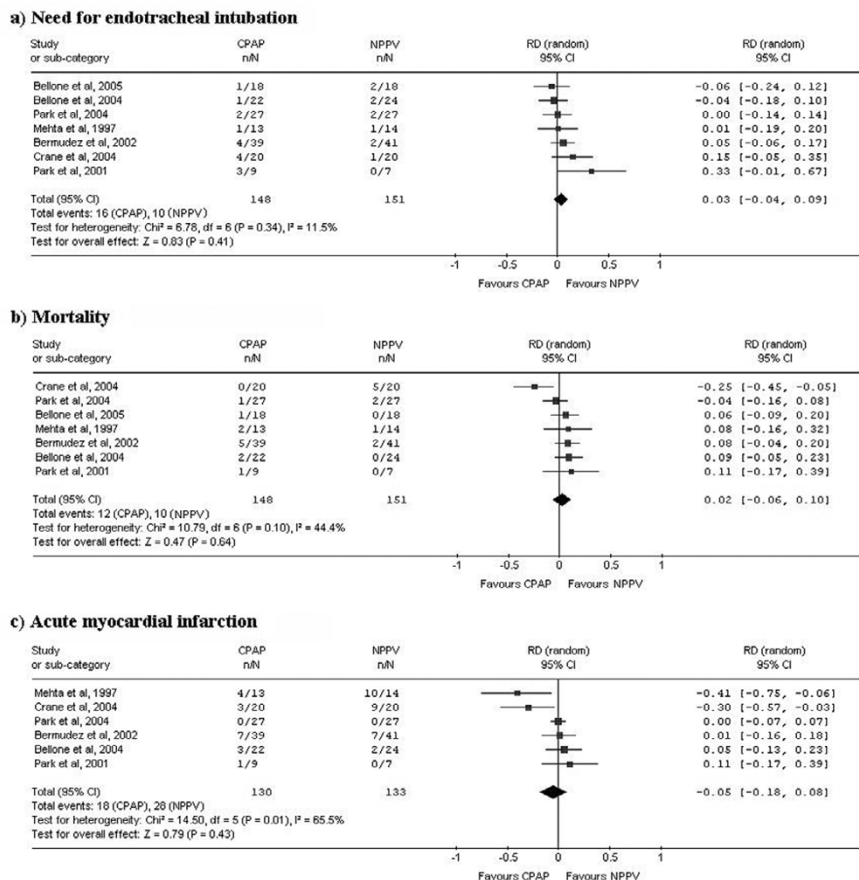 a) Need for endotracheal intubation
Study CPAP NPPV RD (random) RD (random)
or sub-category n/N n/N 95% CI 95% CI
Bellone et al, 2005 1/18 2/18 -0.06 [-0.24, 0.12]
Bellone et al, 2004 1/22 2/24 -0.04 [-0.18, 0.10]
Park et al, 2004 2/27 2/27 0.00 [-0.14, 0.14]
Mehta et al, 1997 1/13 1/14 0.01 [-0.19, 0.20]
Bermudez et al, 2002 4/39 2/41 0.05 [-0.06, 0.17]
Crane et al, 2004 4/20 1/20 0.15 [-0.05, 0.35]
Park et al, 2001 3/9 0/7 0.33 [-0.01, 0.67]
Total (95% CI) 148 151 0.03 [-0.04, 0.09]
Total events: 16 (CPAP), 10 (NPPV)
Test for heterogeneity: Chi² = 6.78, df = 6 (P = 0.34), I² = 11.5%
Test for overall effect: Z = 0.83 (P = 0.41)
-1 -0.5 0 0.5 1
Favours CPAP Favours NPPV
b) Mortality
Study CPAP NPPV RD (random) RD (random)
or sub-category n/N n/N 95% CI 95% CI
Crane et al, 2004 0/20 5/20 -0.25 [-0.45, -0.05]
Park et al, 2004 1/27 2/27 -0.04 [-0.16, 0.08]
Bellone et al, 2005 1/18 0/18 0.06 [-0.09, 0.20]
Mehta et al, 1997 2/13 1/14 0.08 [-0.16, 0.32]
Bermudez et al, 2002 5/39 2/41 0.08 [-0.04, 0.20]
Bellone et al, 2004 2/22 0/24 0.09 [-0.05, 0.23]
Park et al, 2001 1/9 0/7 0.11 [-0.17, 0.39]
Total (95% CI) 148 151 0.02 [-0.06, 0.10]
Total events: 12 (CPAP), 10 (NPPV)
Test for heterogeneity: Chi² = 10.79, df = 6 (P = 0.10), I² = 44.4%
Test for overall effect: Z = 0.47 (P = 0.64)
-1 -0.5 0 0.5 1
Favours CPAP Favours NPPV
c) Acute myocardial infarction
Study CPAP NPPV RD (random) RD (random)
or sub-category n/N n/N 95% CI 95% CI
Mehta et al, 1997 4/13 10/14 -0.41 [-0.75, -0.06]
Crane et al, 2004 3/20 9/20 -0.30 [-0.57, -0.03]
Park et al, 2004 0/27 0/27 0.00 [-0.07, 0.07]
Bermudez et al, 2002 7/39 7/41 0.01 [-0.16, 0.18]
Bellone et al, 2004 3/22 2/24 0.05 [-0.13, 0.23]
Park et al, 2001 1/9 0/7 0.11 [-0.17, 0.39]
Total (95% CI) 130 133 -0.05 [-0.18, 0.08]
Total events: 18 (CPAP), 28 (NPPV)
Test for heterogeneity: Chi² = 14.50, df = 5 (P = 0.01), I² = 65.5%
Test for overall effect: Z = 0.79 (P = 0.43)
-1 -0.5 0 0.5 1
Favours CPAP Favours NPPV